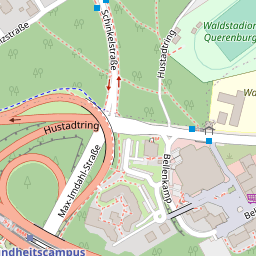 Schinkelstraße
Waldstadion
Querenburg
Hustadtring
Hustadtring
Max-Imdahl-Straße
Bellenkamp
ndheitscampus